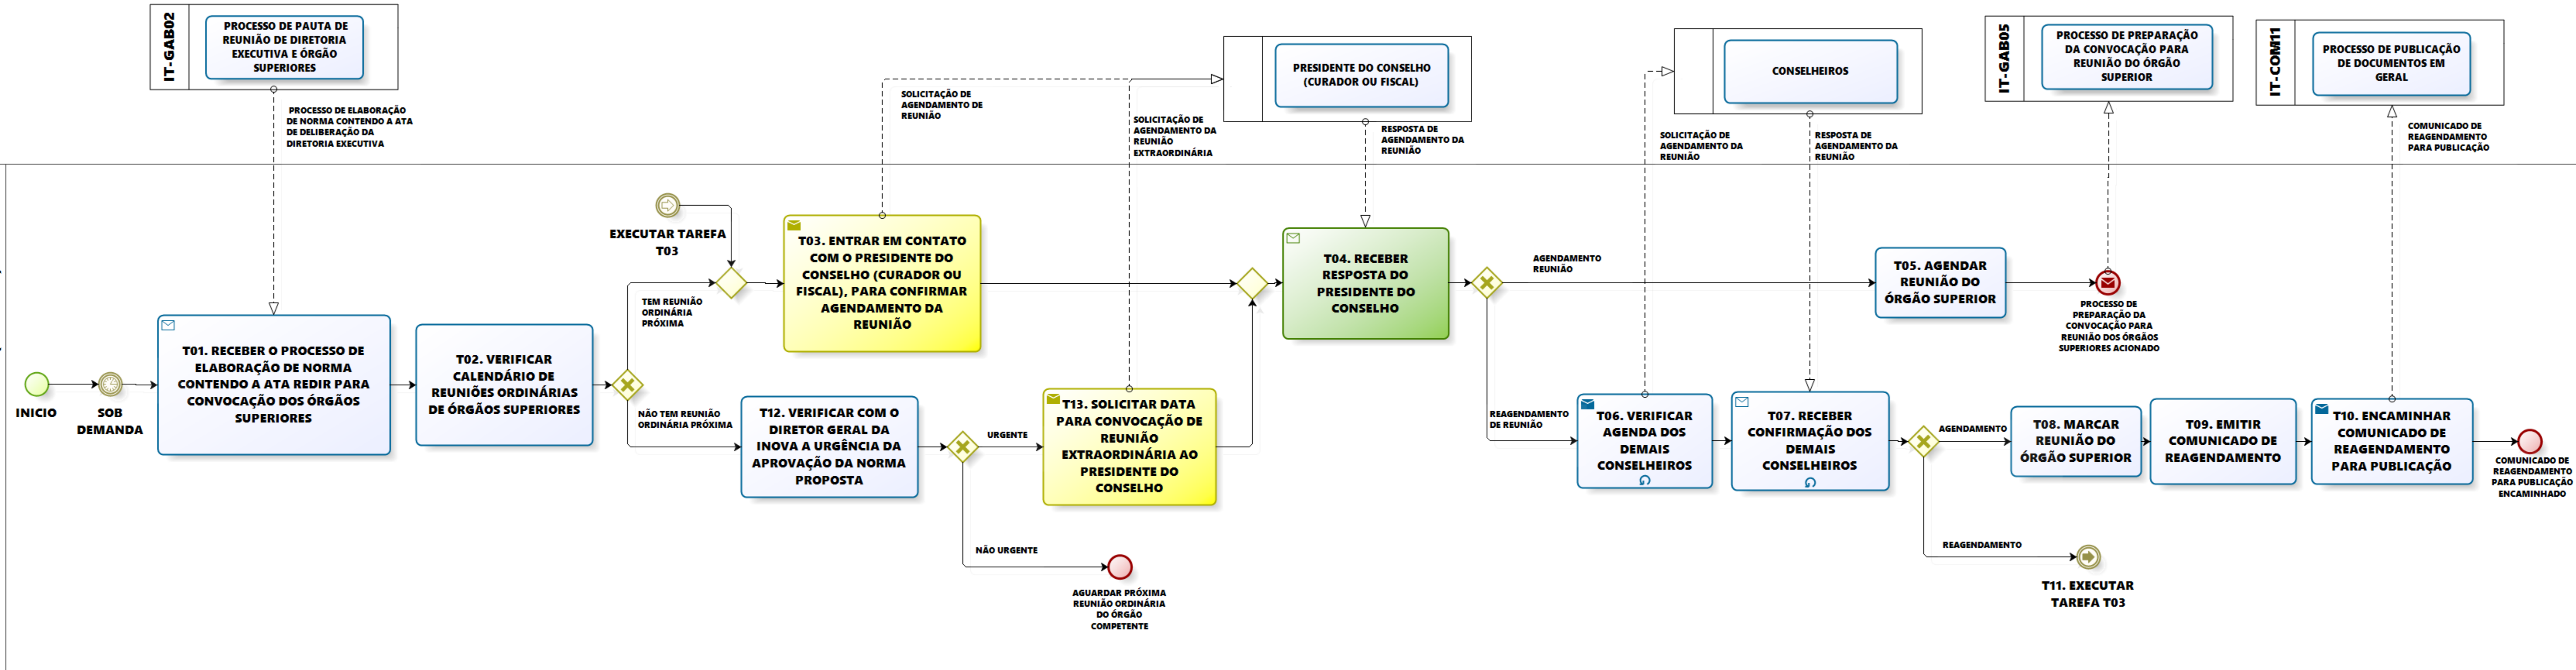 IT-GAB02
PROCESSO DE PAUTA DE
REUNIÃO DE DIRETORIA
EXECUTIVA E ÓRGÃO
SUPERIORES
PROCESSO DE ELABORAÇÃO
DE NORMA CONTENDO A ATA
DE DELIBERAÇÃO DA
DIRETORIA EXECUTIVA
SOLICITAÇÃO DE
AGENDAMENTO DE
REUNIÃO
SOLICITAÇÃO DE
AGENDAMENTO DA
REUNIÃO
EXTRAORDINÁRIA
PRESIDENTE DO CONSELHO
(CURADOR OU FISCAL)
RESPOSTA DE
AGENDAMENTO DA
REUNIÃO
CONSELHEIROS
SOLICITAÇÃO DE
AGENDAMENTO DA
REUNIÃO
RESPOSTA DE
AGENDAMENTO DA
REUNIÃO
IT-GAB05
PROCESSO DE PREPARAÇÃO
DA CONVOCAÇÃO PARA
REUNIÃO DO ÓRGÃO
SUPERIOR
IT-COM11
PROCESSO DE PUBLICAÇÃO
DE DOCUMENTOS EM
GERAL
COMUNICADO DE
REAGENDAMENTO
PARA PUBLICAÇÃO
INICIO
SOB
DEMANDA
T01. RECEBER O PROCESSO DE
ELABORAÇÃO DE NORMA
CONTENDO A ATA REDIR PARA
CONVOCAÇÃO DOS ÓRGÃOS
SUPERIORES
T02. VERIFICAR
CALENDÁRIO DE
REUNIÕES ORDINÁRIAS
DE ÓRGÃOS SUPERIORES
EXECUTAR TAREFA
T03
TEM REUNIÃO
ORDINÁRIA
PRÓXIMA
NÃO TEM REUNIÃO
ORDINÁRIA PRÓXIMA
T03. ENTRAR EM CONTATO
COM O PRESIDENTE DO
CONSELHO (CURADOR OU
FISCAL), PARA CONFIRMAR
AGENDAMENTO DA
REUNIÃO
T12. VERIFICAR COM O
DIRETOR GERAL DA
INOVA A URGÊNCIA DA
APROVAÇÃO DA NORMA
PROPOSTA
URGENTE
NÃO URGENTE
T13. SOLICITAR DATA
PARA CONVOCAÇÃO DE
REUNIÃO
EXTRAORDINÁRIA AO
PRESIDENTE DO
CONSELHO
AGUARDAR PRÓXIMA
REUNIÃO ORDINÁRIA
DO ÓRGÃO
COMPETENTE
T04. RECEBER
RESPOSTA DO
PRESIDENTE DO
CONSELHO
AGENDAMENTO
REUNIÃO
REAGENDAMENTO
DE REUNIÃO
T05. AGENDAR
REUNIÃO DO
ÓRGÃO SUPERIOR
PROCESSO DE
PREPARAÇÃO DA
CONVOCAÇÃO PARA
REUNIÃO DOS ÓRGÃOS
SUPERIORES ACIONADO
T06. VERIFICAR
AGENDA DOS
DEMAIS
CONSELHEIROS
T07. RECEBER
CONFIRMAÇÃO DOS
DEMAIS
CONSELHEIROS
AGENDAMENTO
REAGENDAMENTO
T08. MARCAR
REUNIÃO DO
ÓRGÃO SUPERIOR
T09. EMITIR
COMUNICADO DE
REAGENDAMENTO
T10. ENCAMINHAR
COMUNICADO DE
REAGENDAMENTO
PARA PUBLICAÇÃO
COMUNICADO DE
REAGENDAMENTO
PARA PUBLICAÇÃO
ENCAMINHADO
T11. EXECUTAR
TAREFA T03